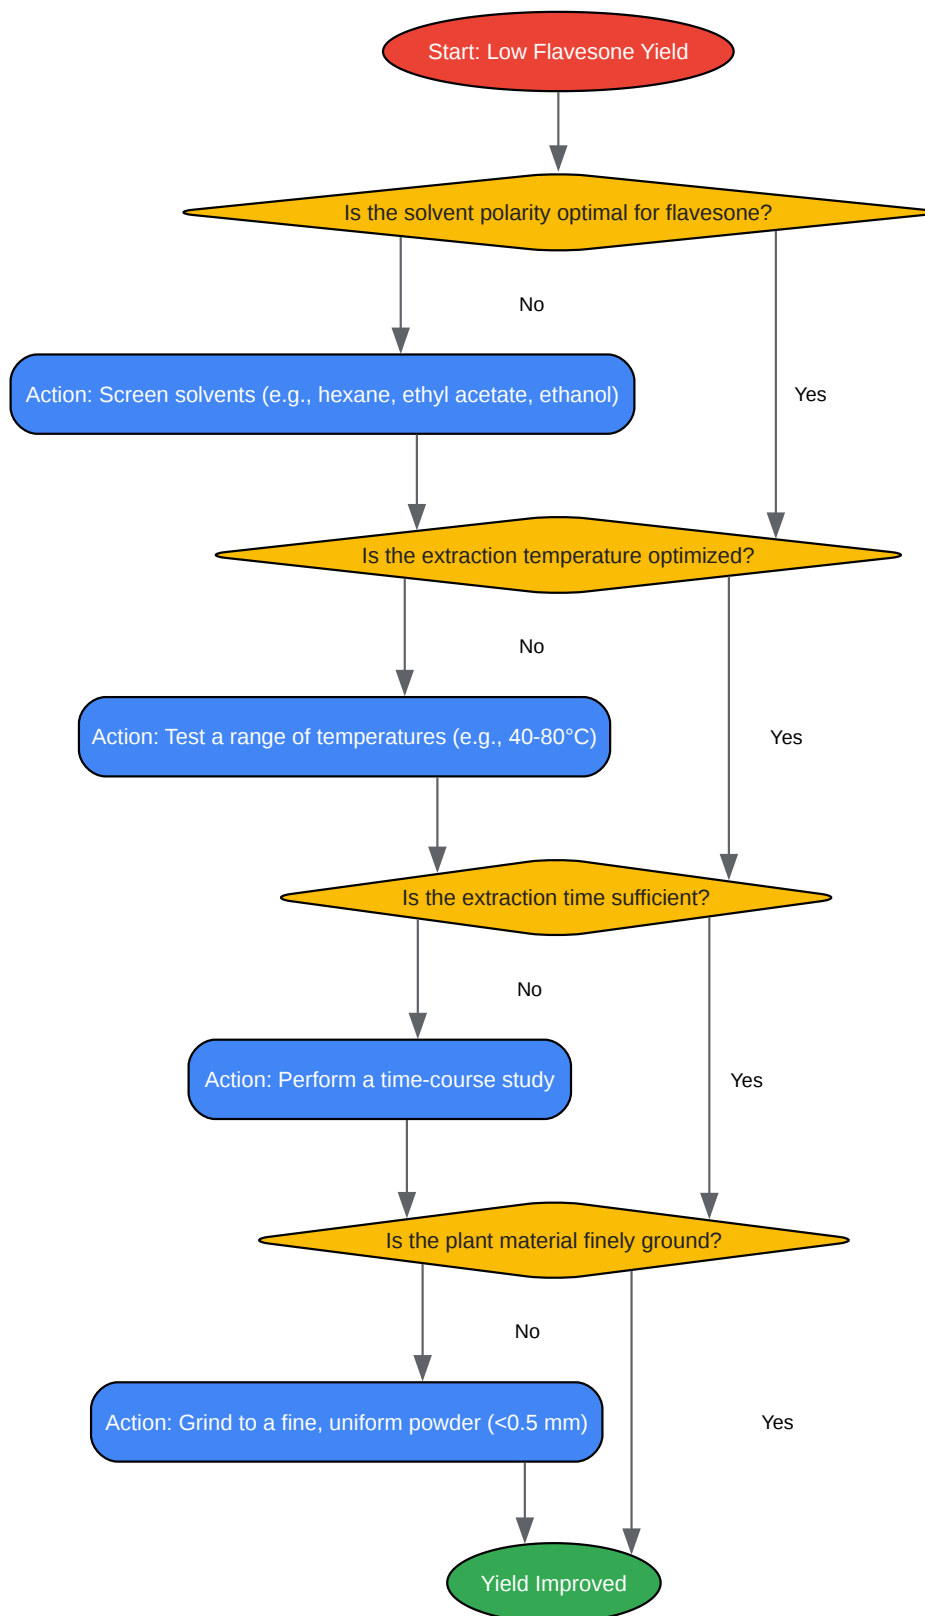 Start: Low Flavesone Yield
Is the solvent polarity optimal for flavesone?
No
Action: Screen solvents (e.g., hexane, ethyl acetate, ethanol)
Yes
Is the extraction temperature optimized?
No
Action: Test a range of temperatures (e.g., 40-80°C)
Yes
Is the extraction time sufficient?
No
Action: Perform a time-course study
Yes
Is the plant material finely ground?
No
Action: Grind to a fine, uniform powder (<0.5 mm)
Yes
Yield Improved